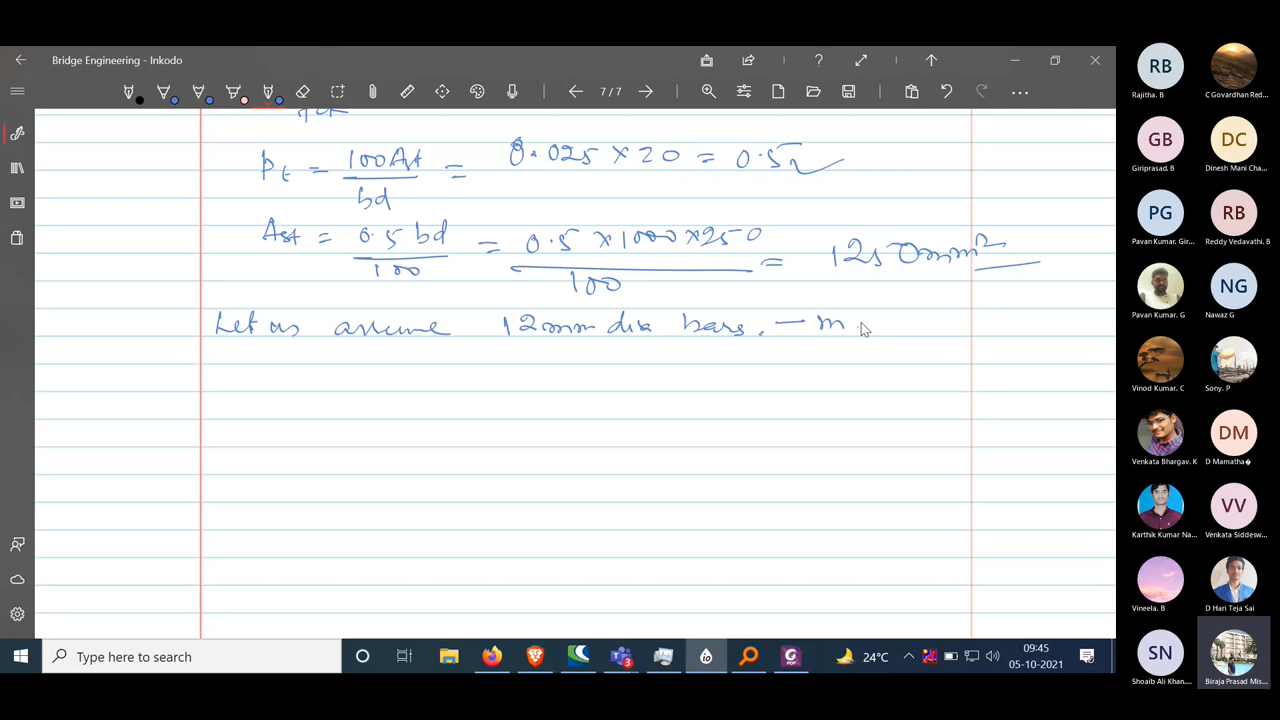 Bridge Engineering - Inkodo
7/7
Pt = 100Ast / bd = 0.025 × 20 = 0.5
Ast = 0.5 bd / 100 = 0.5 × 1000 × 250 / 100 = 1250mm²
Let us assume 12mm dia bars. — m
RB
Rajitha. B
C Govardhan Red...
GB
Giriprasad. B
DC
Dinesh Mani Cha...
PG
Pavan Kumar. Gir...
RB
Reddy Vedavathi. B
Pavan Kumar. G
NG
Nawaz G
Vinod Kumar. C
Sony. P
Venkata Bhargav. K
DM
D Mamatha�
Karthik Kumar Na...
VV
Venkata Siddesw...
Vineela. B
D Hari Teja Sai
SN
Shoaib Ali Khan....
Biraja Prasad Mis...
Type here to search
3
24°C
09:45
05-10-2021